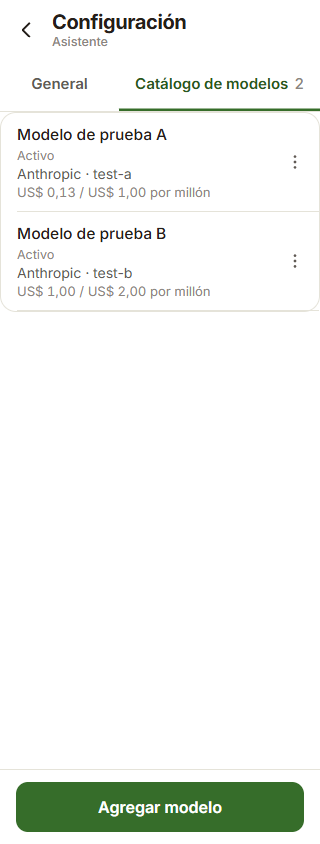 Configuración
Asistente
General
Catálogo de modelos 2
Modelo de prueba A
Activo
Anthropic · test-a
US$ 0,13 / US$ 1,00 por millón
Modelo de prueba B
Activo
Anthropic · test-b
US$ 1,00 / US$ 2,00 por millón
Agregar modelo